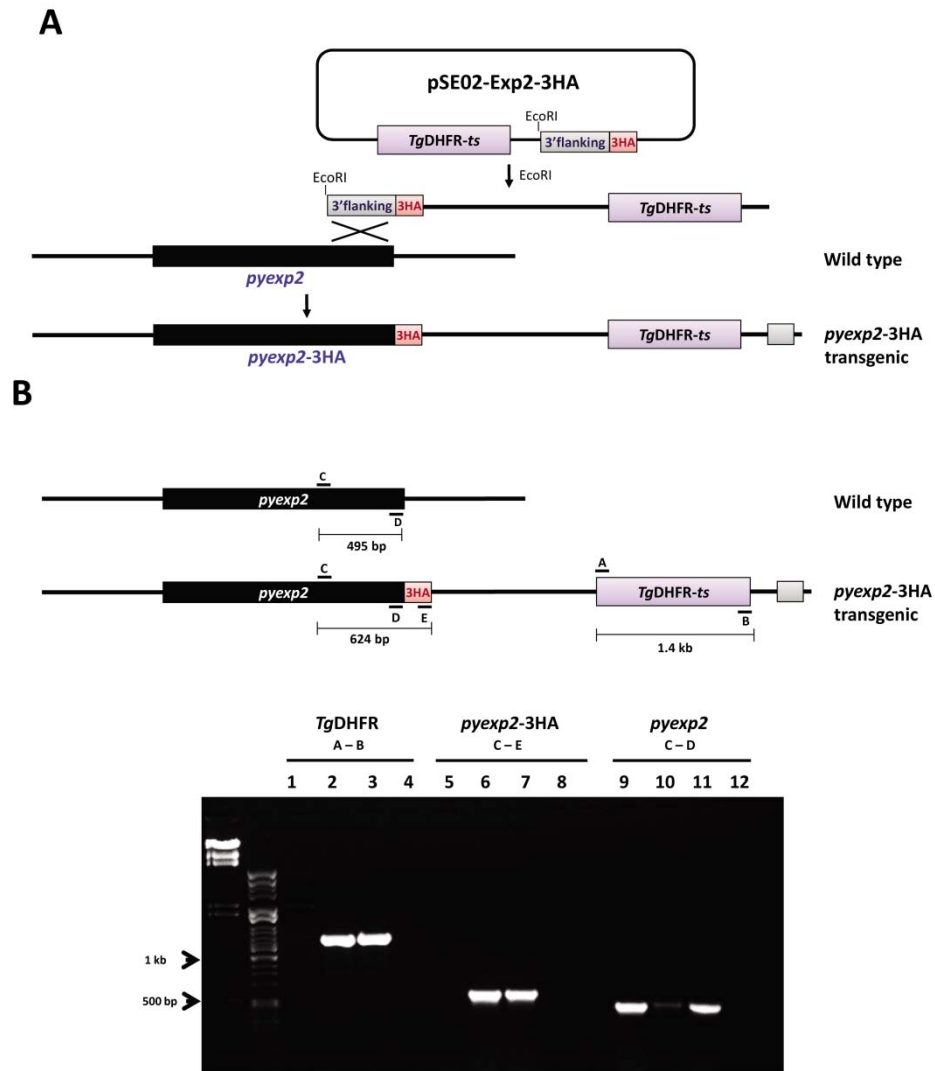 A
pSE02-Exp2-3HA
EcoRI
TgDHFR-ts 3'flanking 3HA
EcoRI
EcoRI
3'flanking 3HA TgDHFR-ts
Wild type
pyexp2
3HA TgDHFR-ts pyexp2-3HA
pyexp2-3HA transgenic
B
C
pyexp2 Wild type
D
495 bp
C A
pyexp2 3HA TgDHFR-ts pyexp2-3HA
D E B transgenic
624 bp 1.4 kb
TgDHFR pyexp2-3HA pyexp2
A – B C – E C – D
1 2 3 4 5 6 7 8 9 10 11 12
1 kb
500 bp